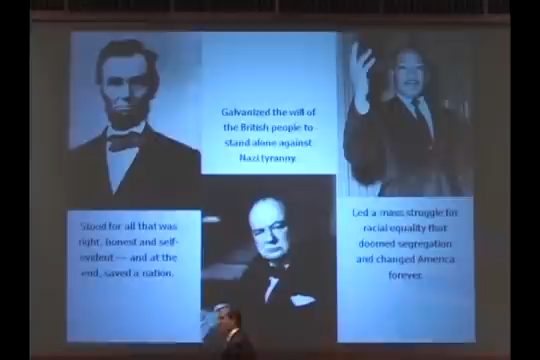 Galvanized the will of
the British people to
stand alone against
Nazi tyranny.
Stood for all that was
right, honest and self-
evident — and at the
end, saved a nation.
Led a mass struggle for
racial equality that
doomed segregation
and changed America
forever.